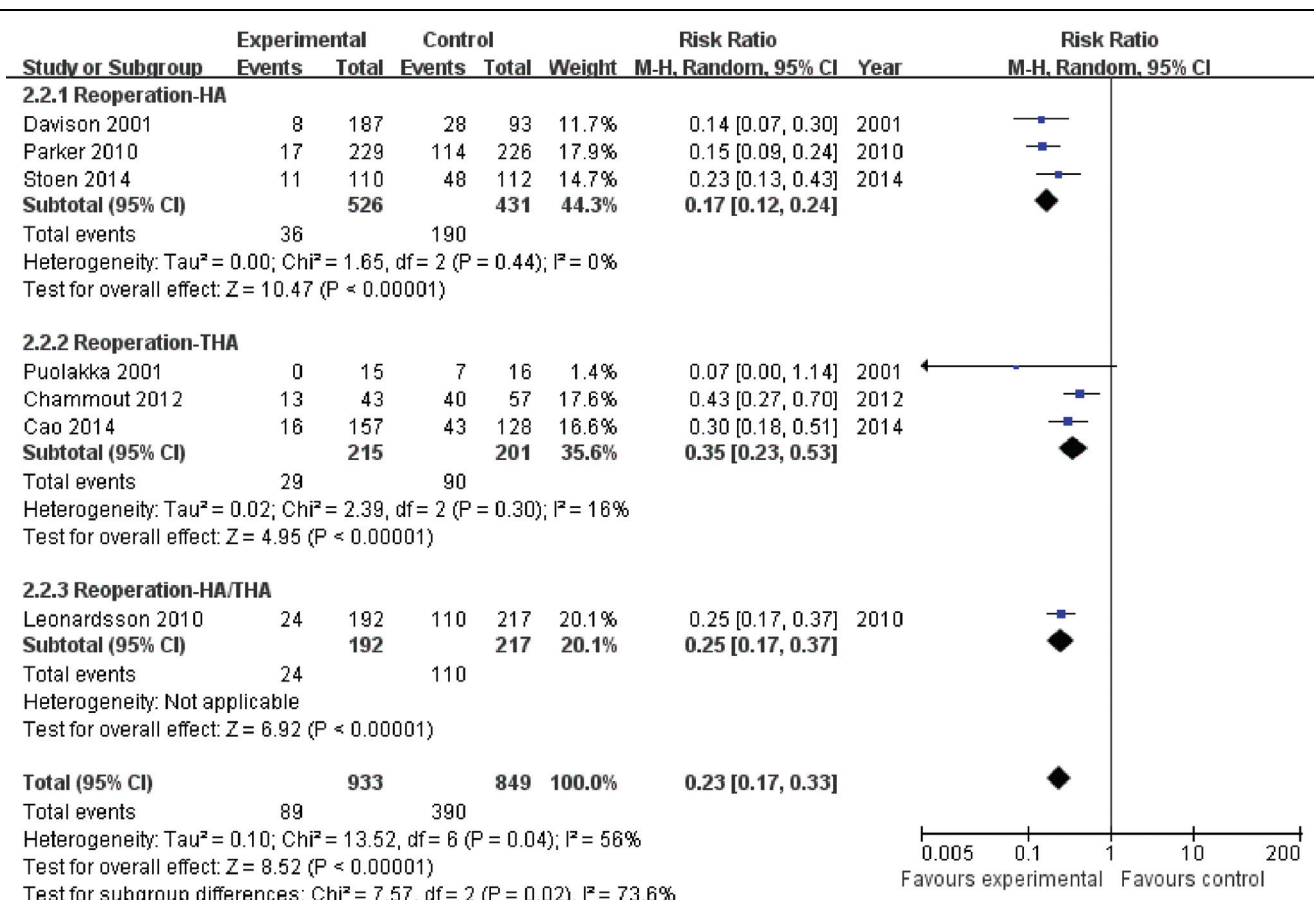 Experimental Control Risk Ratio Risk Ratio
Study or Subgroup Events Total Events Total Weight M-H, Random, 95% CI Year M-H, Random, 95% CI
2.2.1 Reoperation-HA
Davison 2001 8 187 28 93 11.7% 0.14 [0.07, 0.30] 2001
Parker 2010 17 229 114 226 17.9% 0.15 [0.09, 0.24] 2010
Stoen 2014 11 110 48 112 14.7% 0.23 [0.13, 0.43] 2014
Subtotal (95% CI) 526 431 44.3% 0.17 [0.12, 0.24]
Total events 36 190
Heterogeneity: Tau² = 0.00; Chi² = 1.65, df = 2 (P = 0.44); I² = 0%
Test for overall effect: Z = 10.47 (P < 0.00001)
2.2.2 Reoperation-THA
Puolakka 2001 0 15 7 16 1.4% 0.07 [0.00, 1.14] 2001
Chammout 2012 13 43 40 57 17.6% 0.43 [0.27, 0.70] 2012
Cao 2014 16 157 43 128 16.6% 0.30 [0.18, 0.51] 2014
Subtotal (95% CI) 215 201 35.6% 0.35 [0.23, 0.53]
Total events 29 90
Heterogeneity: Tau² = 0.02; Chi² = 2.39, df = 2 (P = 0.30); I² = 16%
Test for overall effect: Z = 4.95 (P < 0.00001)
2.2.3 Reoperation-HA/THA
Leonardsson 2010 24 192 110 217 20.1% 0.25 [0.17, 0.37] 2010
Subtotal (95% CI) 192 217 20.1% 0.25 [0.17, 0.37]
Total events 24 110
Heterogeneity: Not applicable
Test for overall effect: Z = 6.92 (P < 0.00001)
Total (95% CI) 933 849 100.0% 0.23 [0.17, 0.33]
Total events 89 390
Heterogeneity: Tau² = 0.10; Chi² = 13.52, df = 6 (P = 0.04); I² = 56%
Test for overall effect: Z = 8.52 (P < 0.00001)
Test for subgroup differences: Chi² = 7.57, df = 2 (P = 0.02), I² = 73.6%
0.005 0.1 1 10 200
Favours experimental Favours control